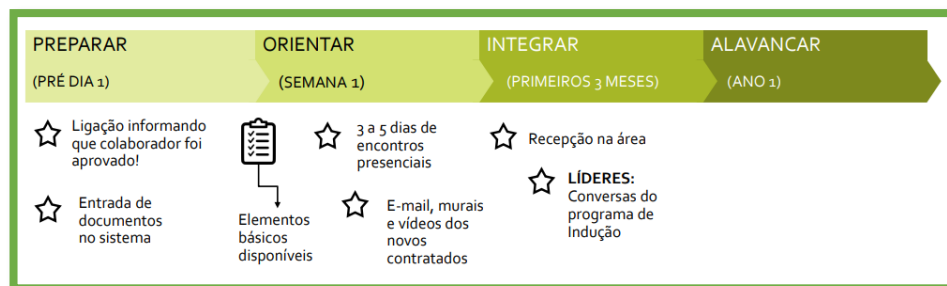 PREPARAR
(PRÉ DIA 1)
ORIENTAR
(SEMANA 1)
INTEGRAR
(PRIMEIROS 3 MESES)
ALAVANCAR
(ANO 1)
Ligação informando
que colaborador foi
aprovado!
Entrada de
documentos
no sistema
Elementos
básicos
disponíveis
3 a 5 dias de
encontros
presenciais
E-mail, murais
e vídeos dos
novos
contratados
Recepção na área
LÍDERES:
Conversas do
programa de
Indução